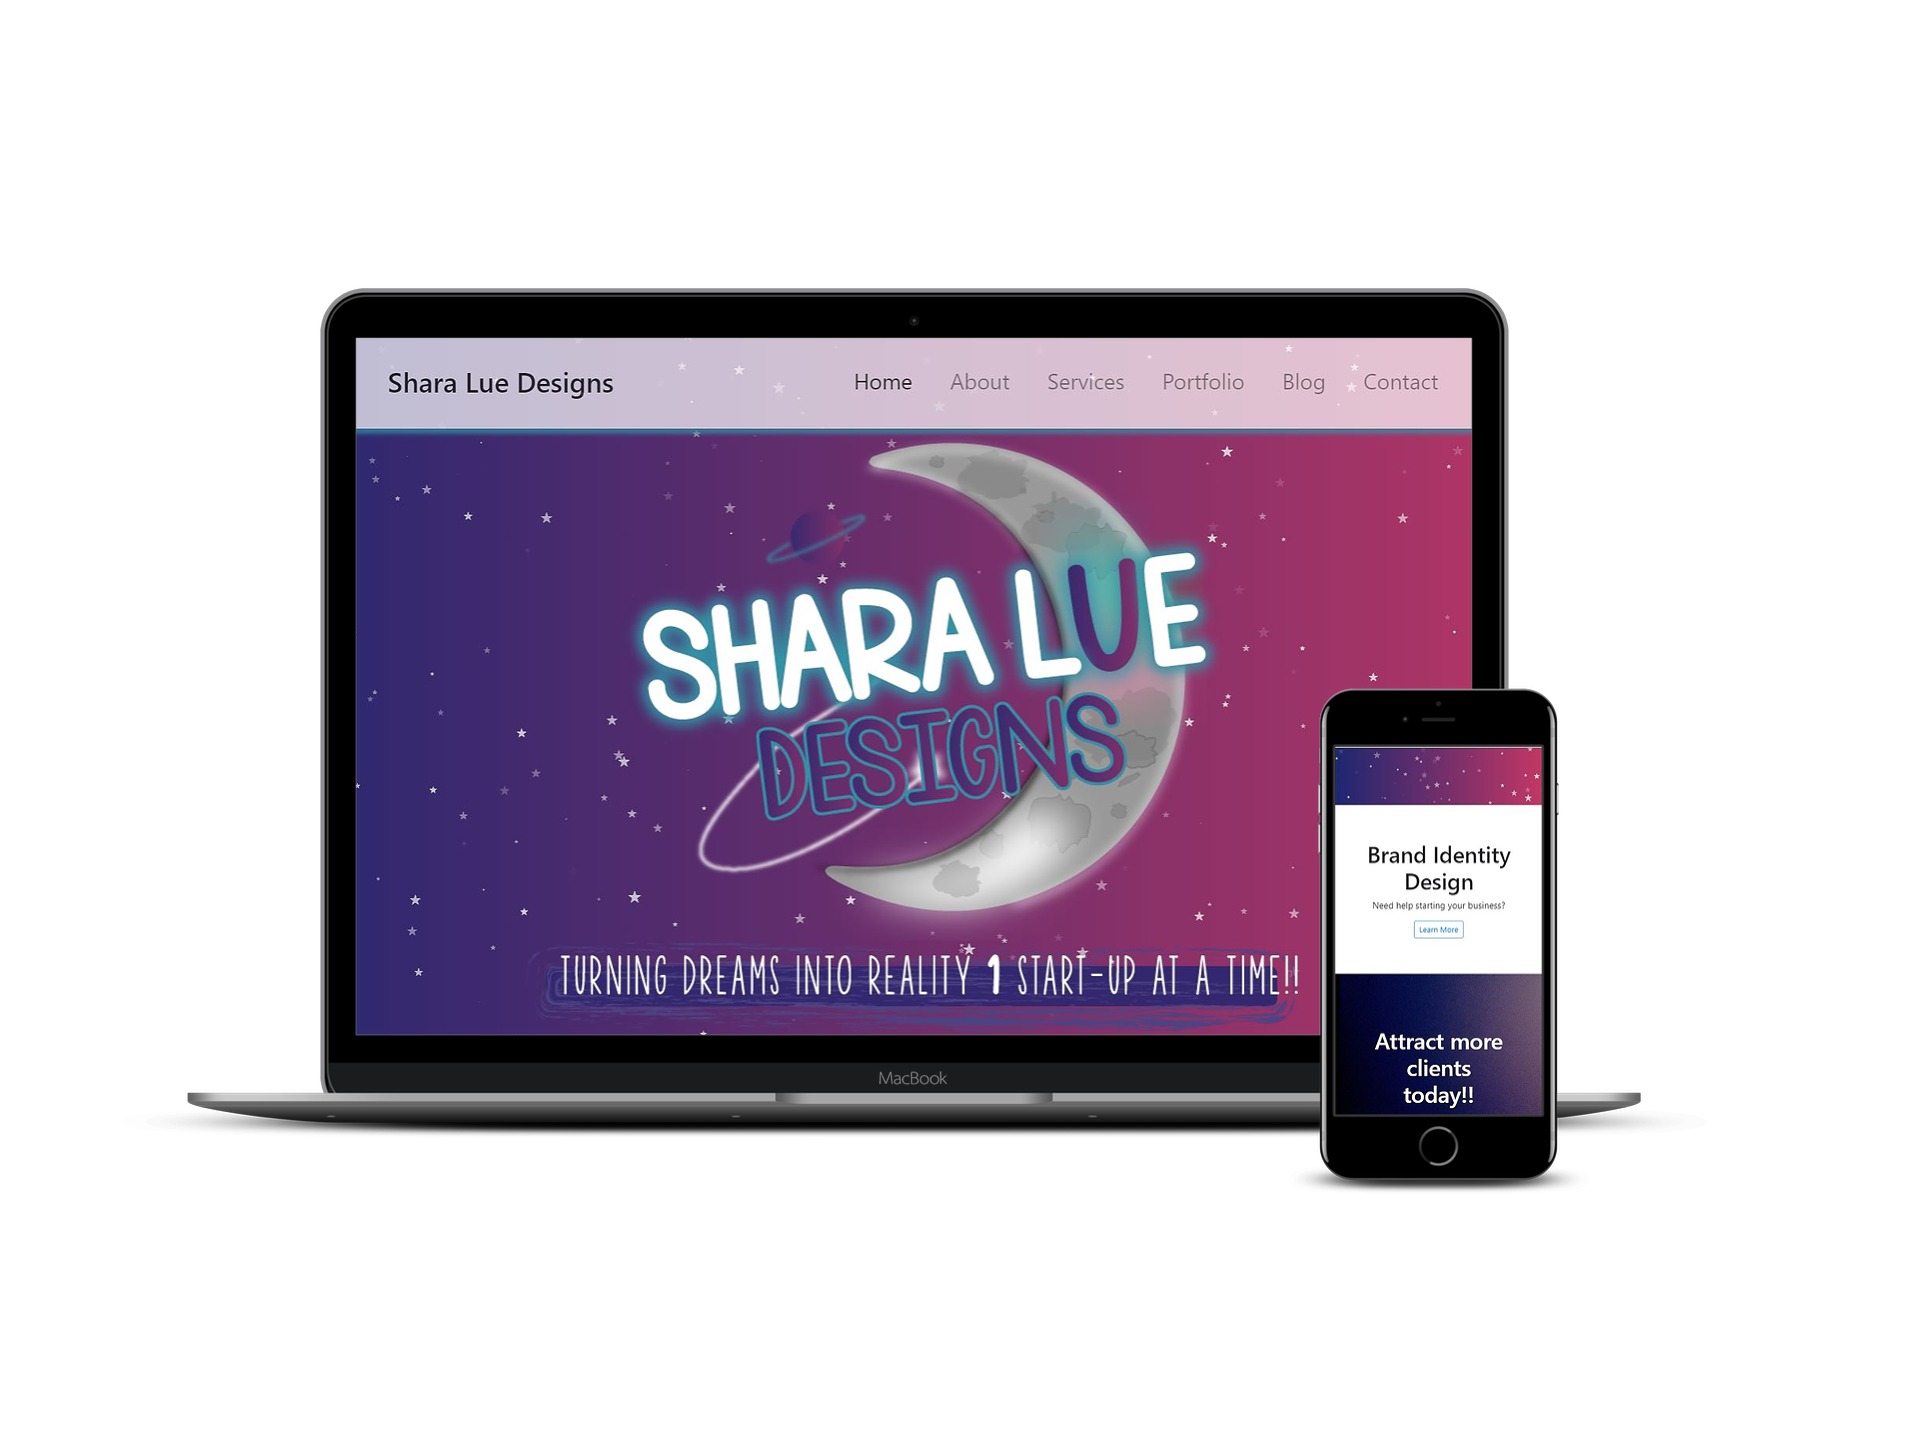 Shara Lue Designs
Home About Services Portfolio Blog Contact
SHARA LUE
DESIGNS
TURNING DREAMS INTO REALITY 1 START-UP AT A TIME!!
MacBook
Brand Identity
Design
Need help starting your business?
Learn More
Attract more
clients
today!!